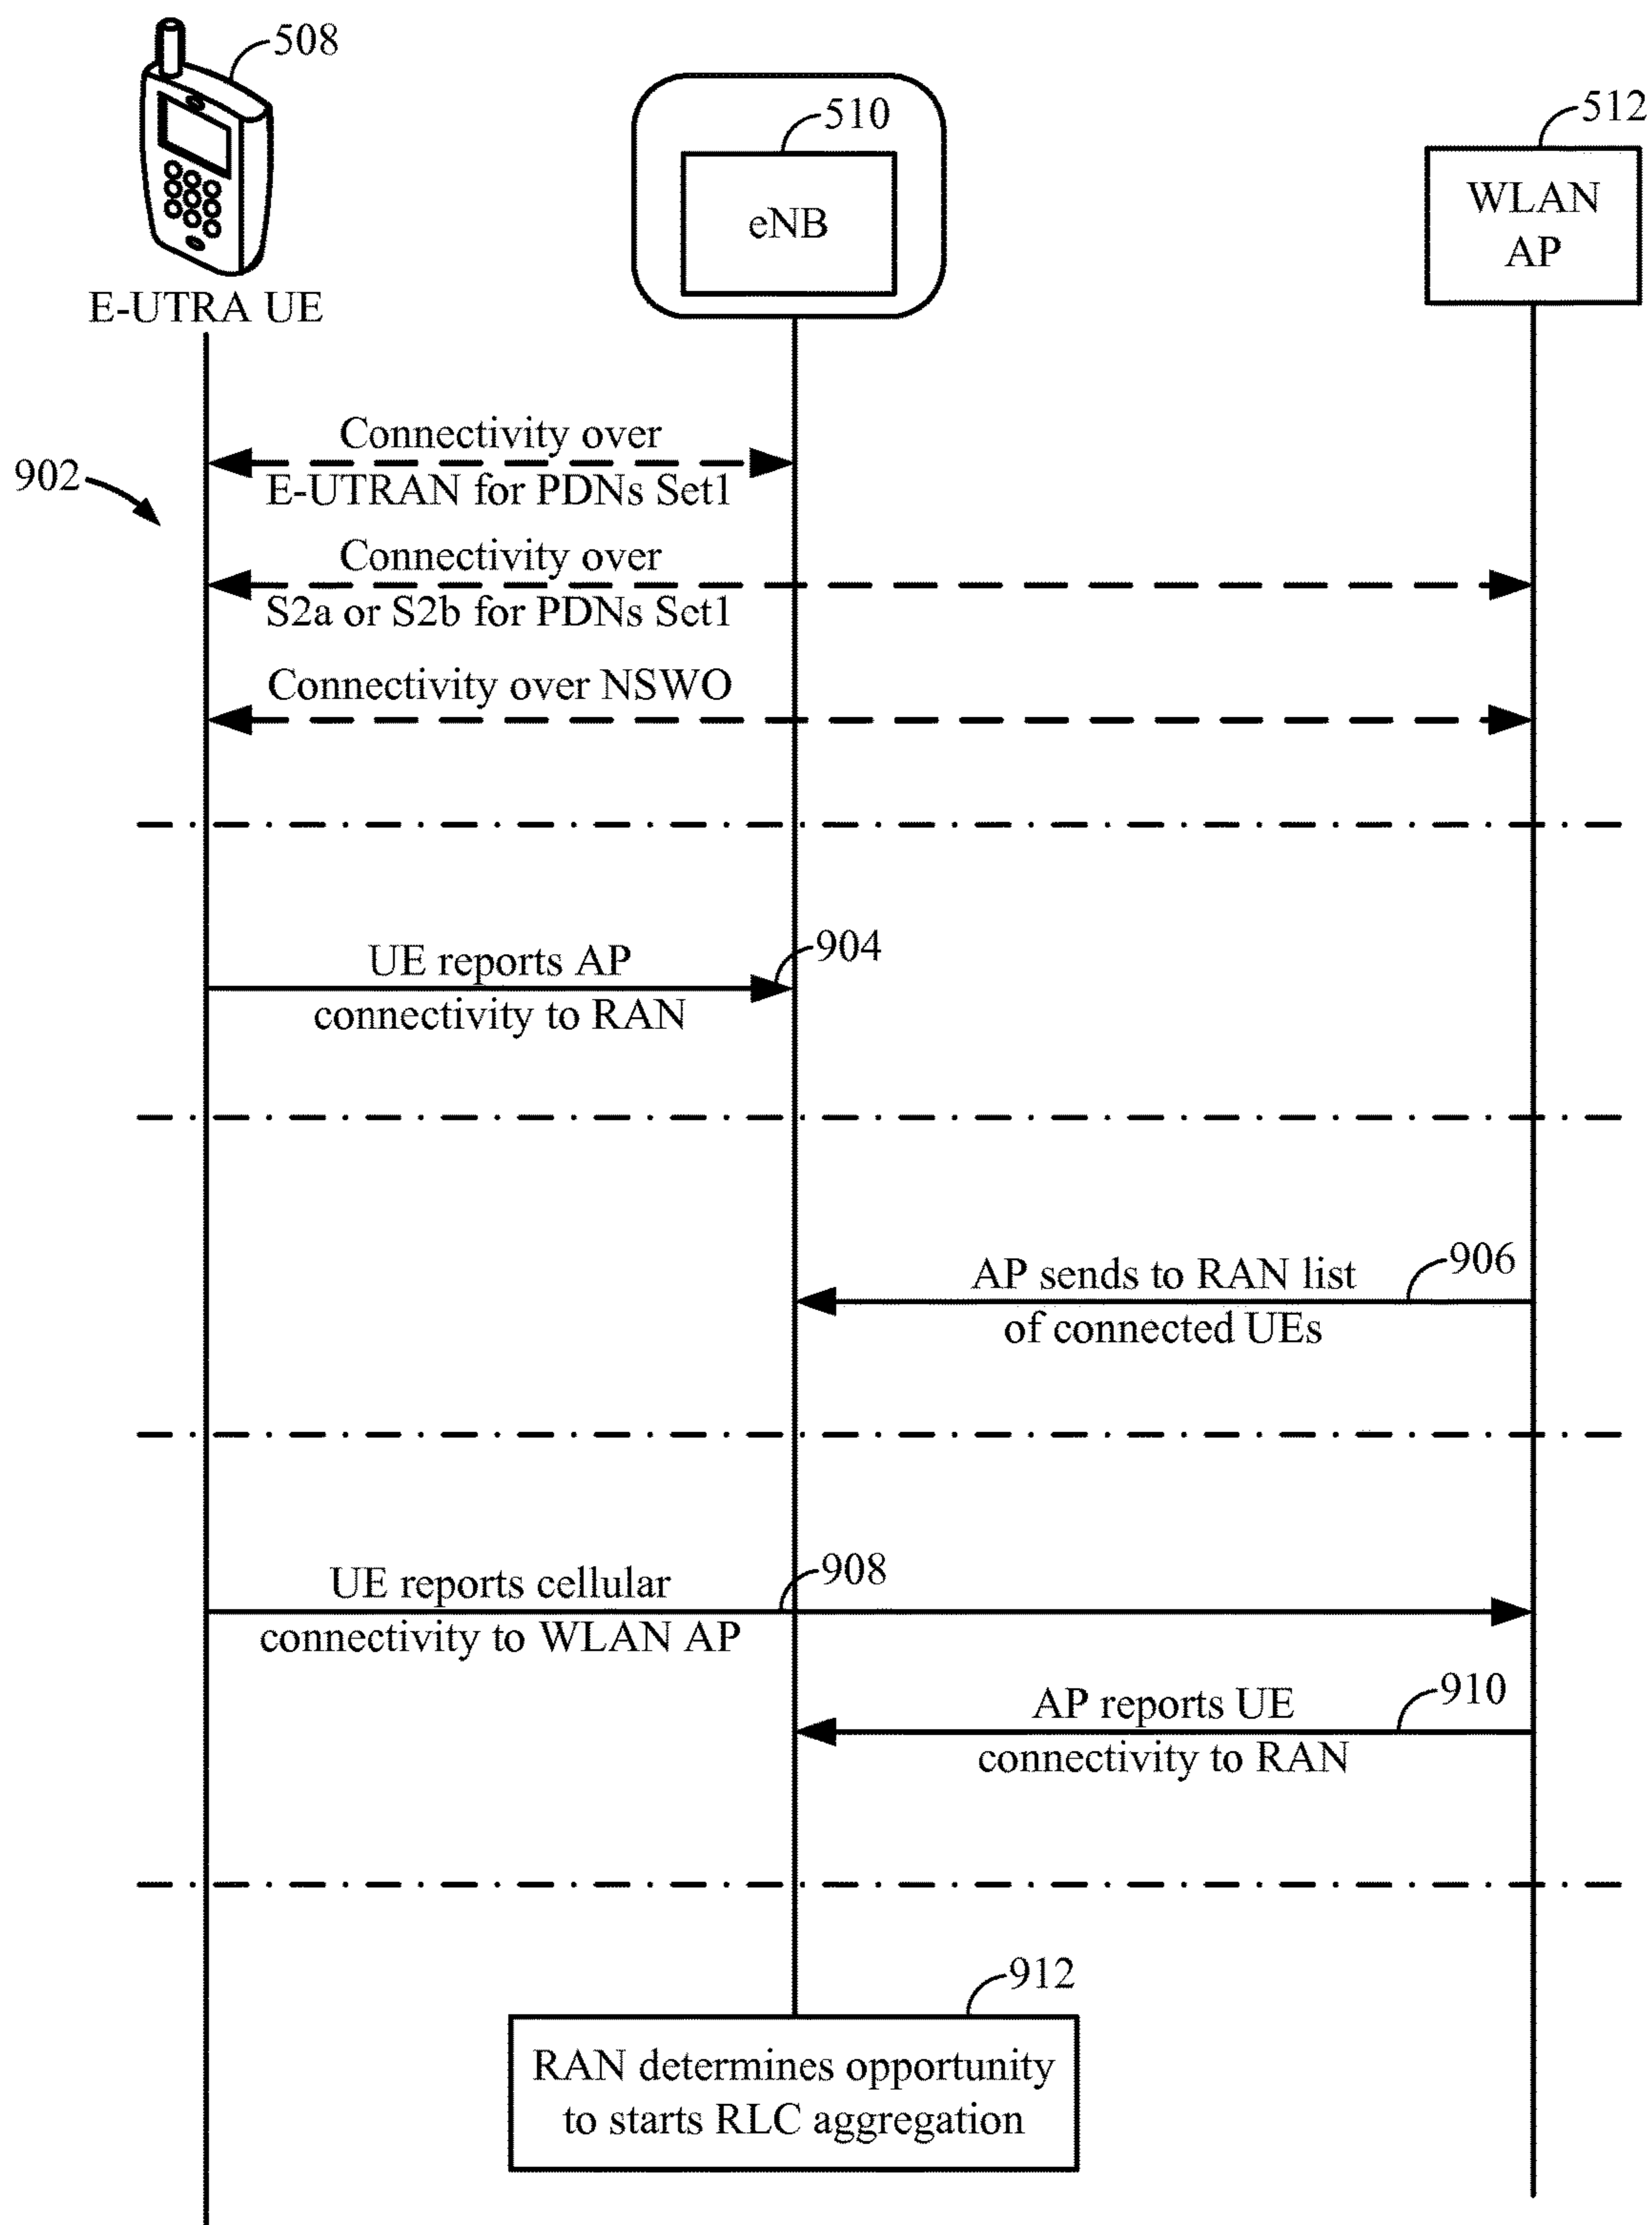 508
510
512
eNB
WLAN
AP
E-UTRA UE
Connectivity over
E-UTRAN for PDNs Set1
902
Connectivity over
S2a or S2b for PDNs Set1
Connectivity over NSWO
904
UE reports AP
connectivity to RAN
906
AP sends to RAN list
of connected UEs
908
UE reports cellular
connectivity to WLAN AP
910
AP reports UE
connectivity to RAN
912
RAN determines opportunity
to starts RLC aggregation